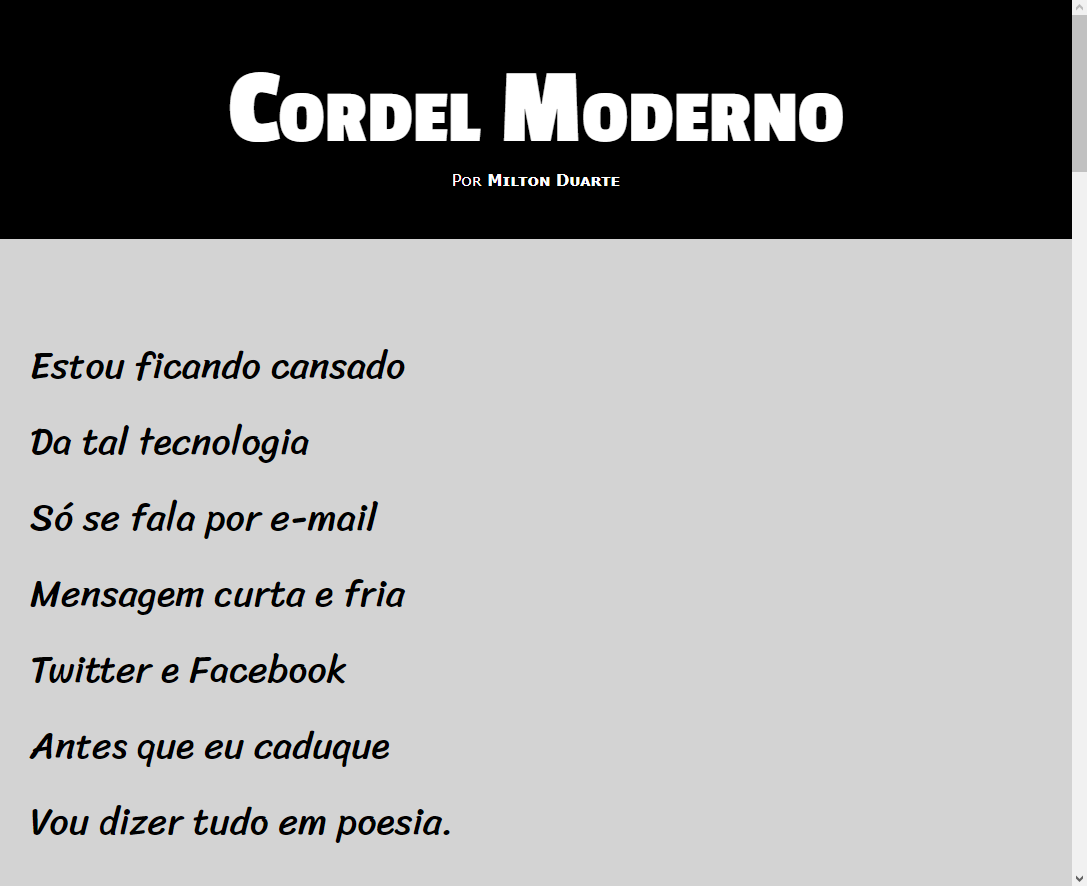 Cordel Moderno
Por Milton Duarte
Estou ficando cansado
Da tal tecnologia
Só se fala por e-mail
Mensagem curta e fria
Twitter e Facebook
Antes que eu caduque
Vou dizer tudo em poesia.